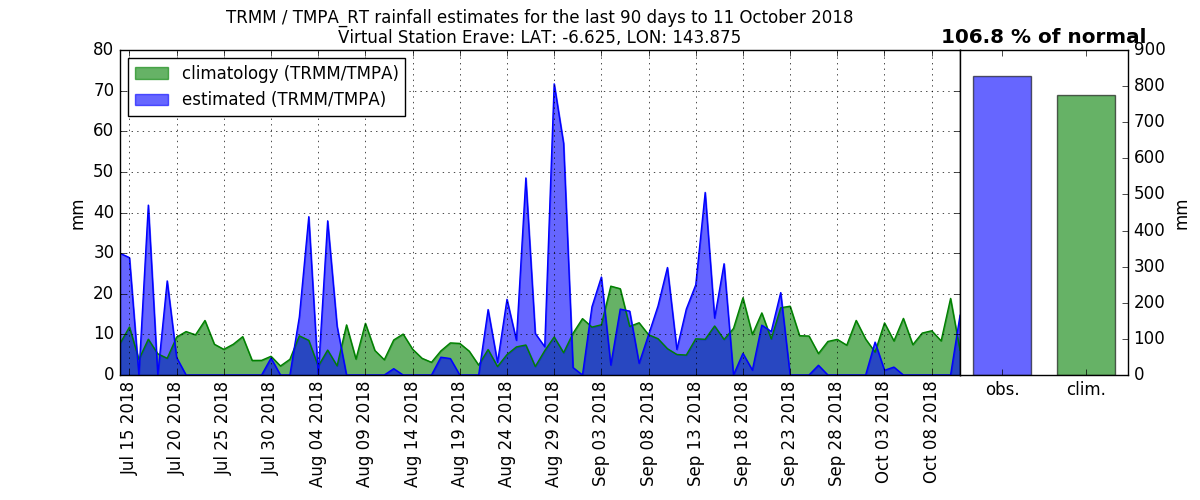 TRMM / TMPA_RT rainfall estimates for the last 90 days to 11 October 2018
Virtual Station Erave: LAT: -6.625, LON: 143.875
106.8 % of normal
climatology (TRMM/TMPA)
estimated (TRMM/TMPA)
80
70
60
50
40
30
20
10
0
mm
Jul 15 2018
Jul 20 2018
Jul 25 2018
Jul 30 2018
Aug 04 2018
Aug 09 2018
Aug 14 2018
Aug 19 2018
Aug 24 2018
Aug 29 2018
Sep 03 2018
Sep 08 2018
Sep 13 2018
Sep 18 2018
Sep 23 2018
Sep 28 2018
Oct 03 2018
Oct 08 2018
900
800
700
600
500
400
300
200
100
0
mm
obs.
clim.